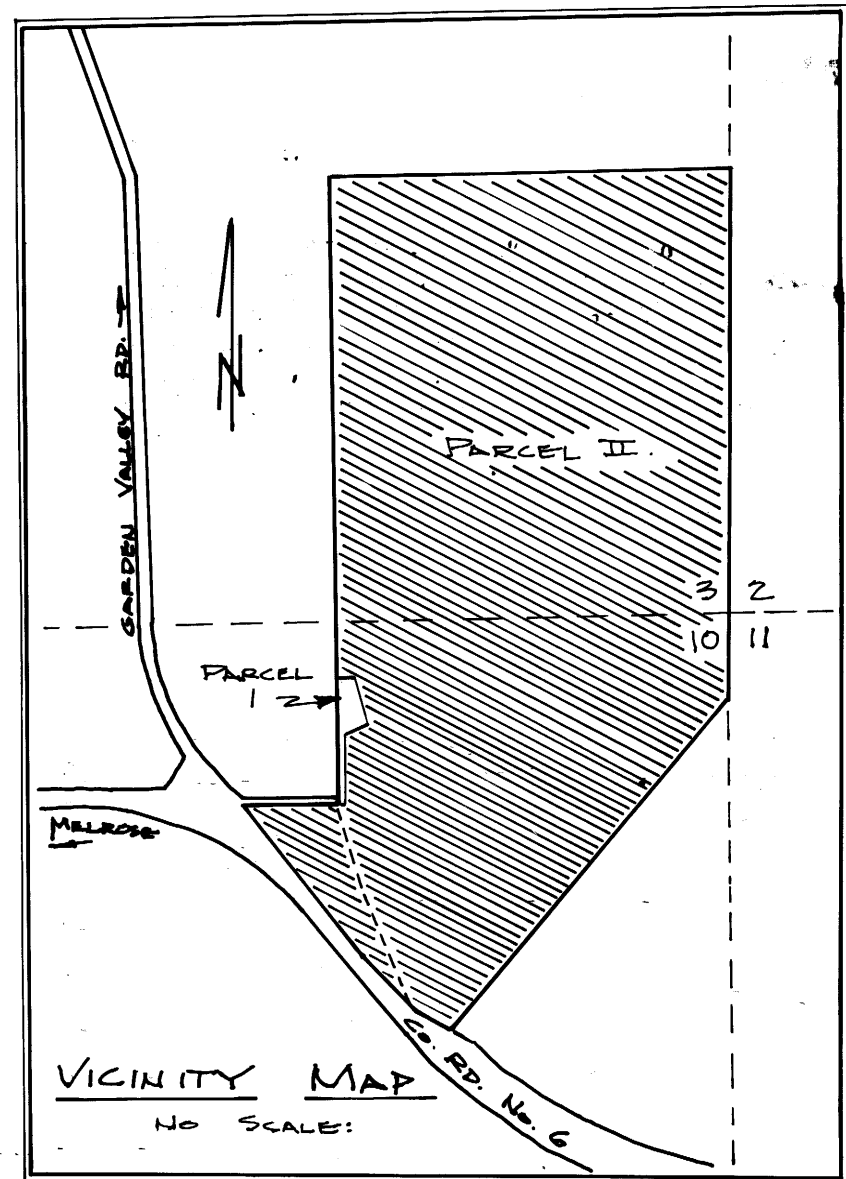 GARDEN VALLEY RD.
N
PARCEL II.
3 2
10 11
PARCEL
1
MELROSE
CO. RD. No. 6
VICINITY MAP
NO SCALE: